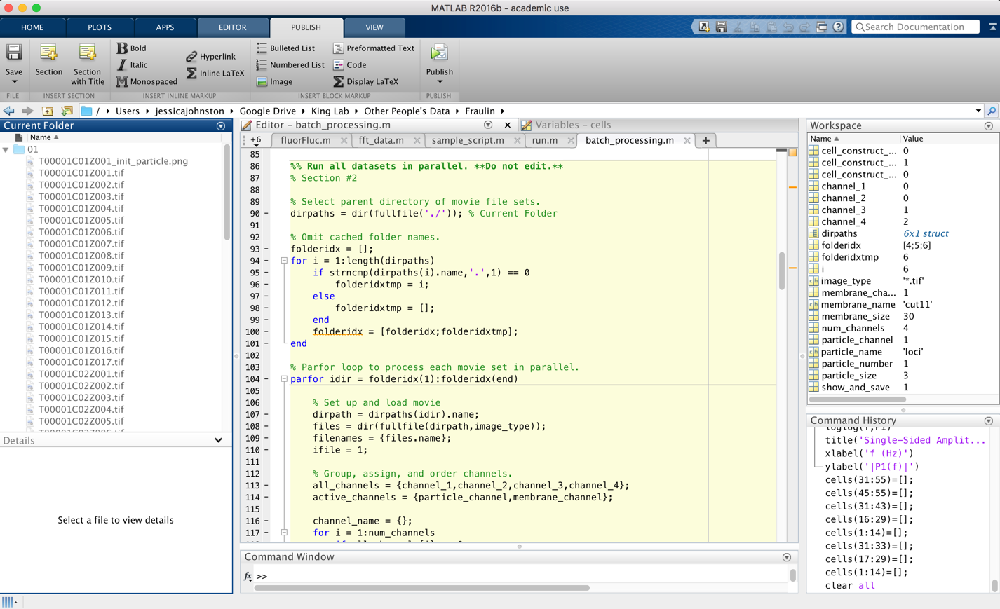 MATLAB R2016b - academic use
HOME PLOTS APPS EDITOR PUBLISH VIEW
Search Documentation
Save
Section
Section with Title
Bold
Italic
Monospaced
Hyperlink
Inline LaTeX
Bulleted List
Numbered List
Image
Preformatted Text
Code
Display LaTeX
Publish
FILE INSERT SECTION INSERT INLINE MARKUP INSERT BLOCK MARKUP PUBLISH
/ Users jessicajohnston Google Drive King Lab Other People's Data Fraulin
Current Folder
Name
01
T00001C01Z001_init_particle.png
T00001C01Z001.tif
T00001C01Z002.tif
T00001C01Z003.tif
T00001C01Z004.tif
T00001C01Z005.tif
T00001C01Z006.tif
T00001C01Z007.tif
T00001C01Z008.tif
T00001C01Z009.tif
T00001C01Z010.tif
T00001C01Z011.tif
T00001C01Z012.tif
T00001C01Z013.tif
T00001C01Z014.tif
T00001C01Z015.tif
T00001C01Z016.tif
T00001C01Z017.tif
T00001C02Z001.tif
T00001C02Z002.tif
T00001C02Z003.tif
T00001C02Z004.tif
T00001C02Z005.tif
Details
Select a file to view details
Editor - batch_processing.m
Variables - cells
+6 fluorFluc.m fft_data.m sample_script.m run.m batch_processing.m +
85
86 %% Run all datasets in parallel. **Do not edit.**
87 % Section #2
88
89 % Select parent directory of movie file sets.
90 - dirpaths = dir(fullfile('./')); % Current Folder
91
92 % Omit cached folder names.
93 - folderidx = [];
94 - for i = 1:length(dirpaths)
95 - if strncmp(dirpaths(i).name,'.',1) == 0
96 - folderidxtmp = i;
97 - else
98 - folderidxtmp = [];
99 - end
100 - folderidx = [folderidx;folderidxtmp];
101 - end
102
103 % Parfor loop to process each movie set in parallel.
104 - parfor idir = folderidx(1):folderidx(end)
105
106 % Set up and load movie
107 - dirpath = dirpaths(idir).name;
108 - files = dir(fullfile(dirpath,image_type));
109 - filenames = {files.name};
110 - ifile = 1;
111
112 % Group, assign, and order channels.
113 - all_channels = {channel_1,channel_2,channel_3,channel_4};
114 - active_channels = {particle_channel,membrane_channel};
115
116 - channel_name = {};
117 - for i = 1:num_channels
Command Window
fx >>
Workspace
Name Value
cell_construct_... 0
cell_construct_... 1
cell_construct_... 0
channel_1 0
channel_2 0
channel_3 1
channel_4 2
dirpaths 6x1 struct
folderidx [4;5;6]
folderidxtmp 6
i 6
image_type '*.tif'
membrane_cha... 1
membrane_name 'cut11'
membrane_size 30
num_channels 4
particle_channel 1
particle_name 'loci'
particle_number 1
particle_size 3
show_and_save 1
Command History
title('Single-Sided Amplit...
xlabel('f (Hz)')
ylabel('|P1(f)|')
cells(31:55)=[];
cells(45:55)=[];
cells(31:43)=[];
cells(16:29)=[];
cells(1:14)=[];
cells(31:33)=[];
cells(17:29)=[];
cells(1:14)=[];
clear all